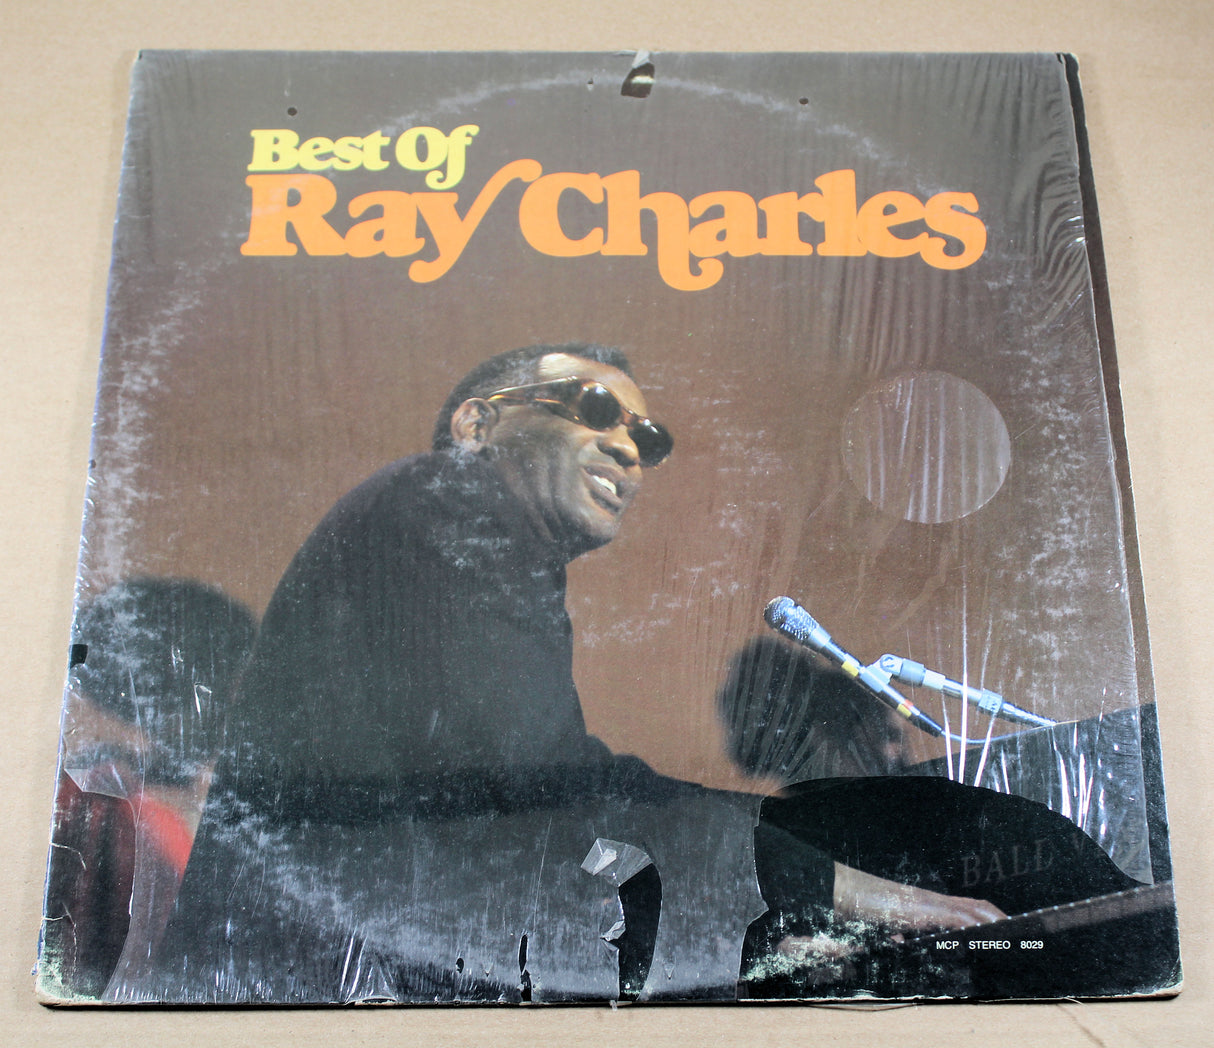 Best Of
Ray Charles
BALD
MCP STEREO 8029